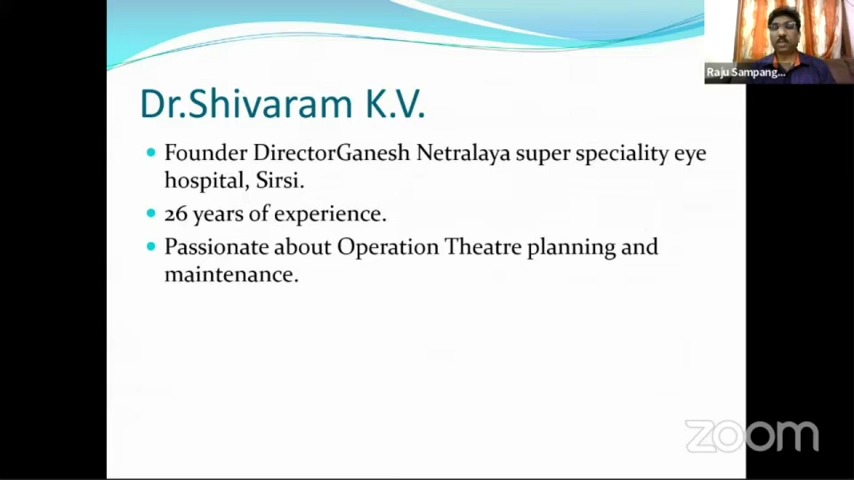 Raju Sampang...
Dr.Shivaram K.V.
Founder DirectorGanesh Netralaya super speciality eye
hospital, Sirsi.
26 years of experience.
Passionate about Operation Theatre planning and
maintenance.
zoom